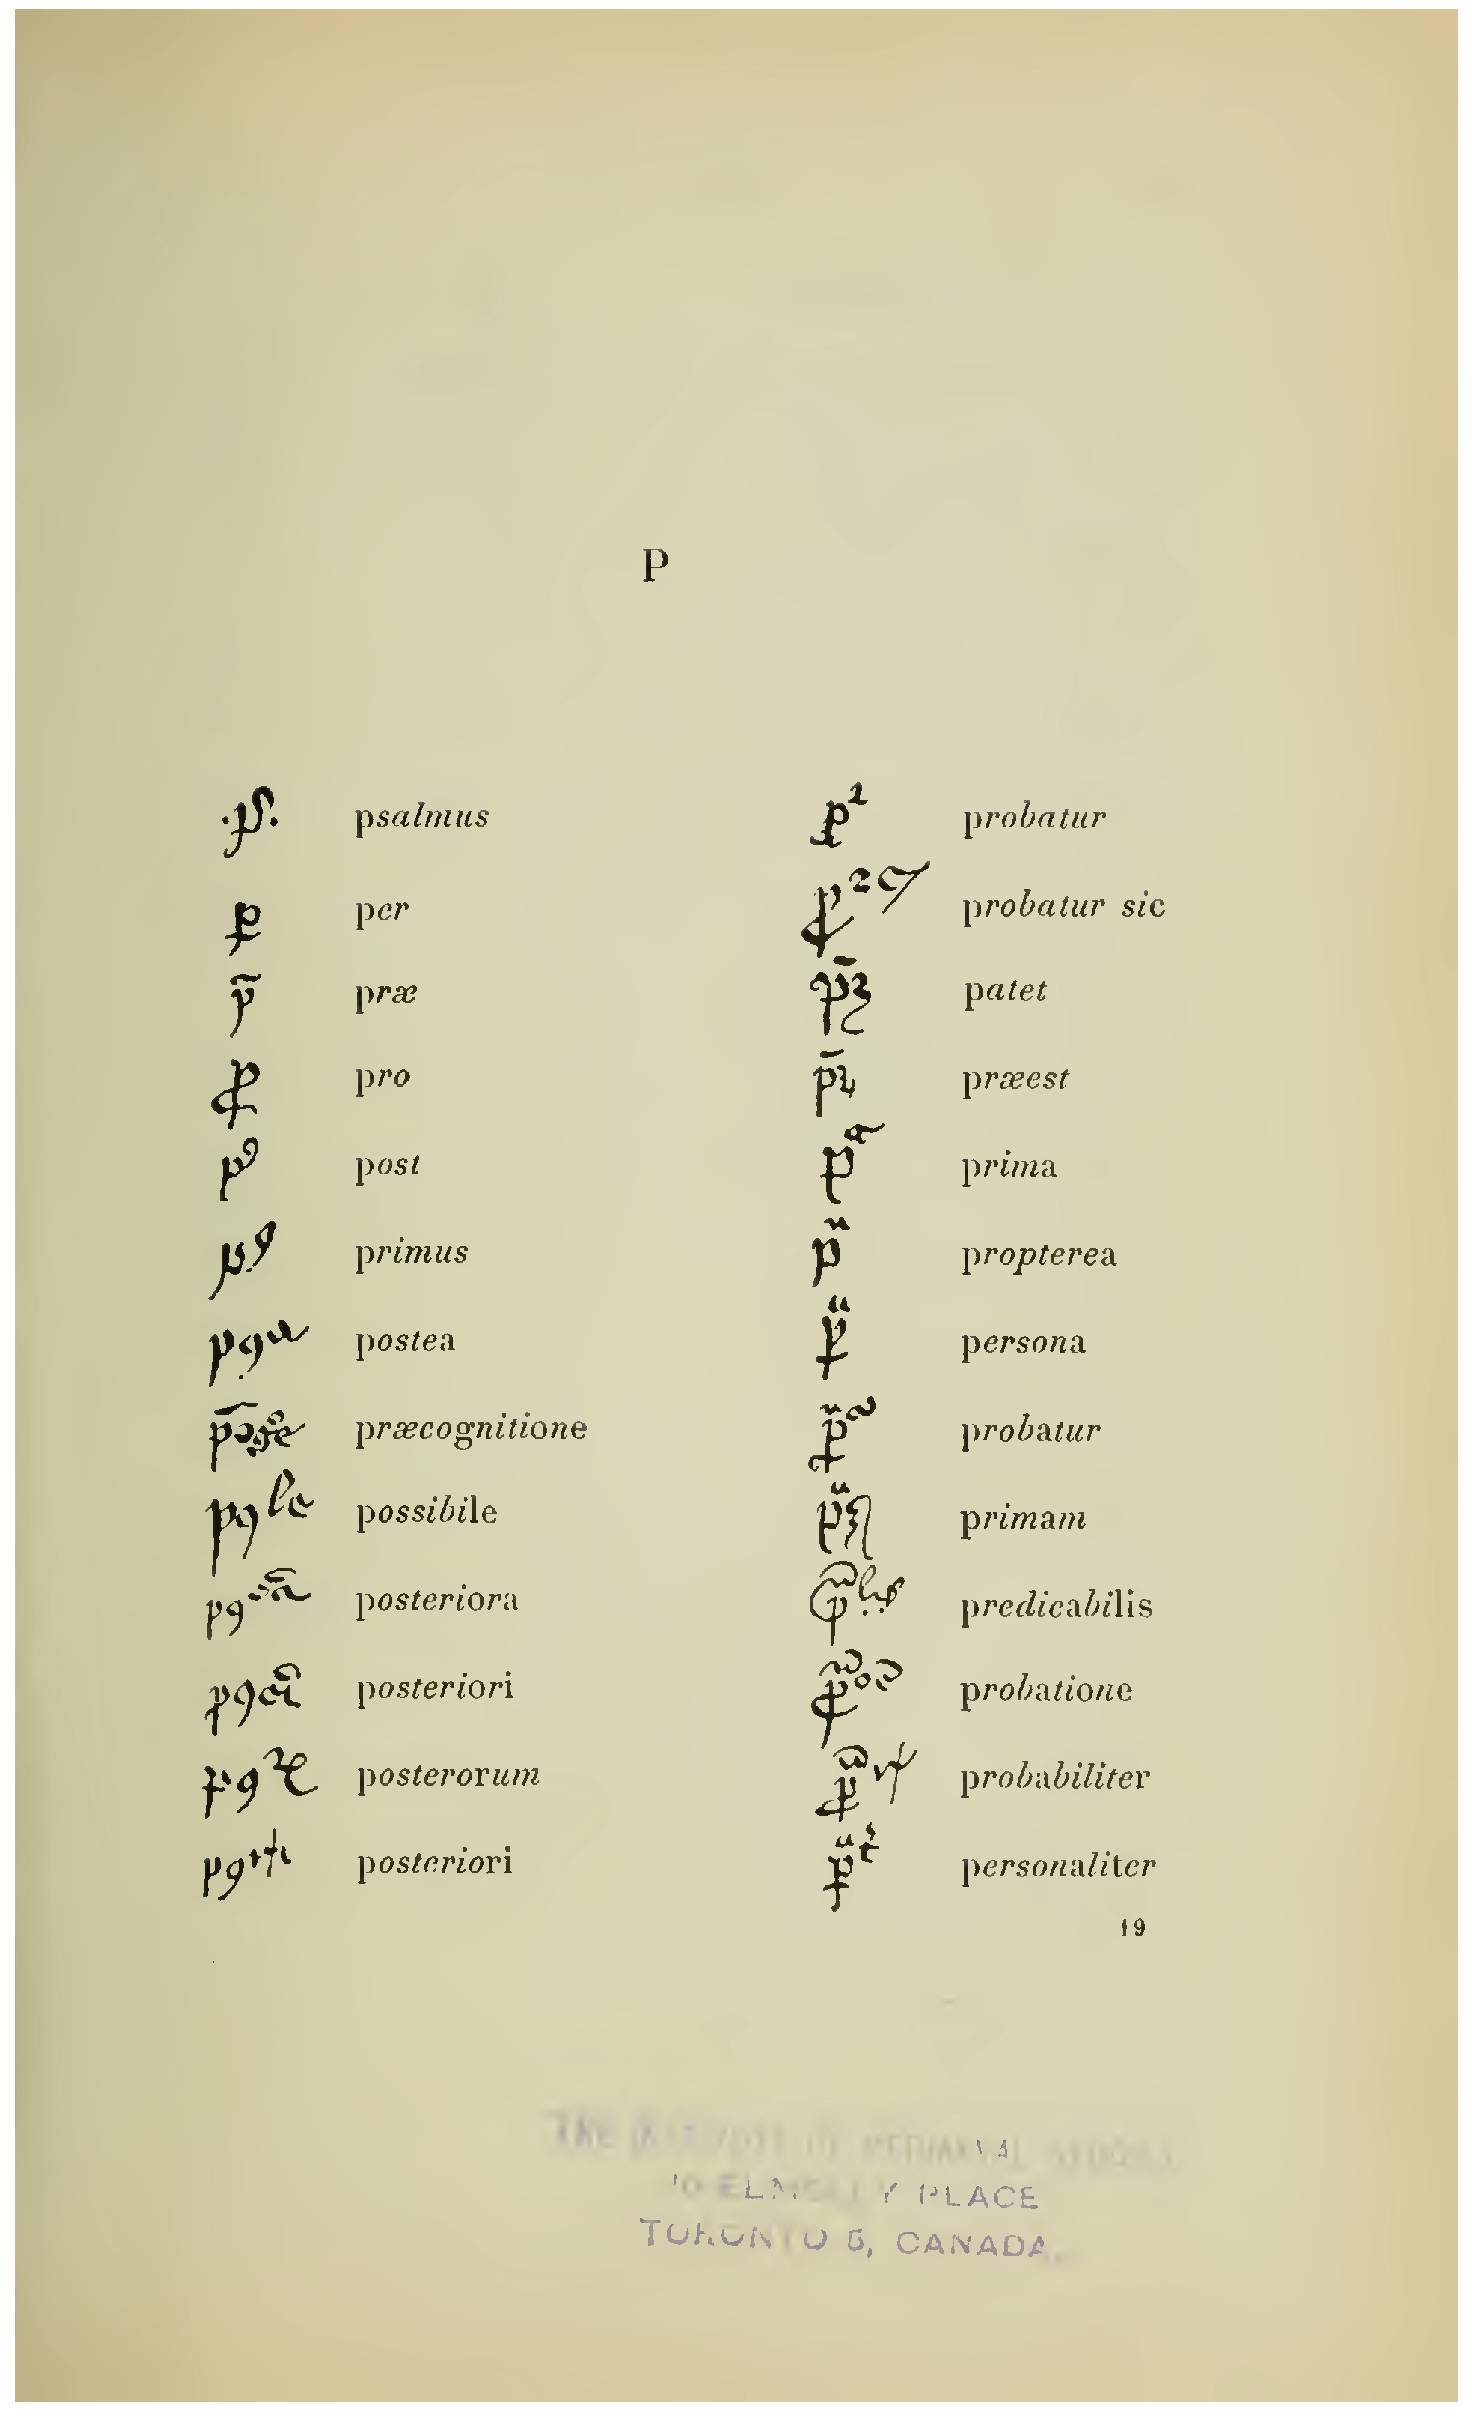 P
psalmus
per
præ
pro
post
primus
postea
præcognitione
possibile
posteriora
posteriori
posterorum
posteriori
probatur
probatur sic
patet
præest
prima
propterea
persona
probatur
primam
predicabilis
probatione
probabiliter
personaliter
19
THE INSTITUTE OF MEDIAEVAL STUDIES
10 ELMSLEY PLACE
TORONTO 5, CANADA.